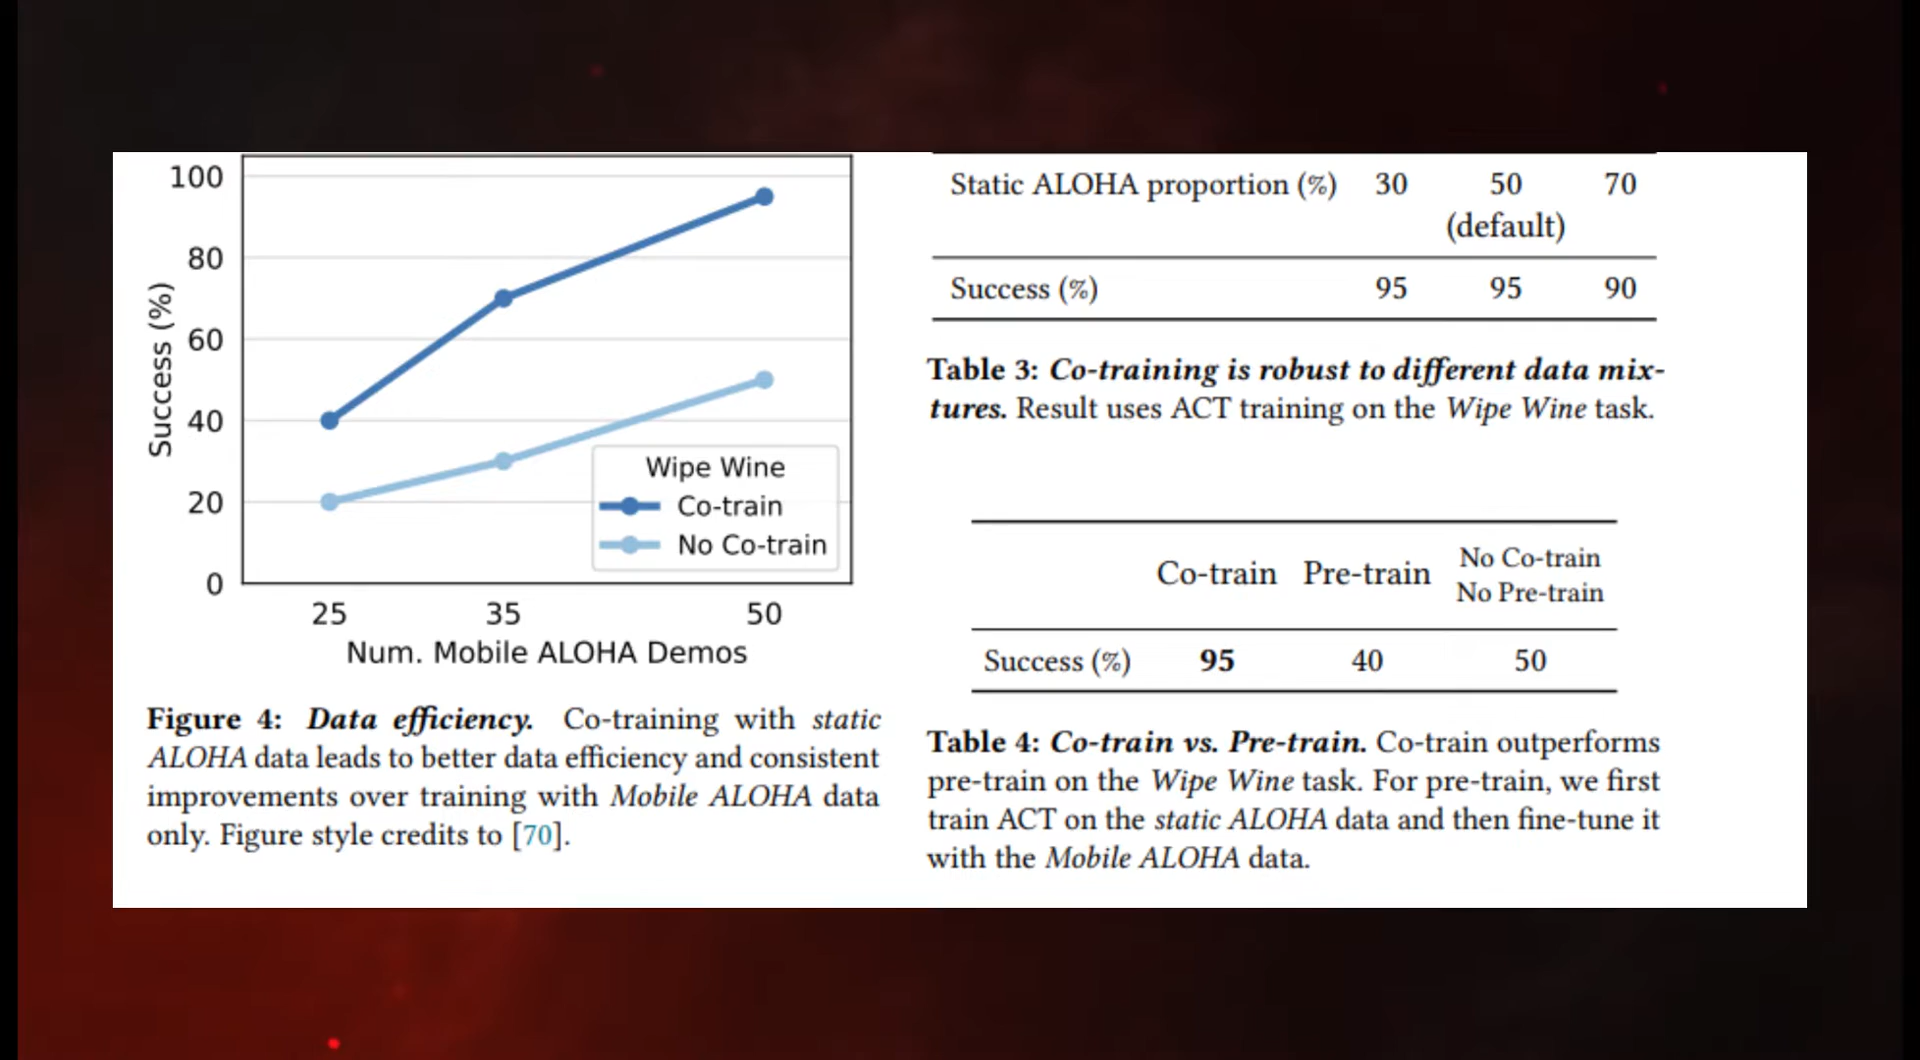 100
80
60
40
20
0
Success (%)
25 35 50
Num. Mobile ALOHA Demos
Wipe Wine
Co-train
No Co-train
Figure 4: Data efficiency. Co-training with static
ALOHA data leads to better data efficiency and consistent
improvements over training with Mobile ALOHA data
only. Figure style credits to [70].
Static ALOHA proportion (%) 30 50 70
(default)
Success (%) 95 95 90
Table 3: Co-training is robust to different data mix-
tures. Result uses ACT training on the Wipe Wine task.
Co-train Pre-train No Co-train
No Pre-train
Success (%) 95 40 50
Table 4: Co-train vs. Pre-train. Co-train outperforms
pre-train on the Wipe Wine task. For pre-train, we first
train ACT on the static ALOHA data and then fine-tune it
with the Mobile ALOHA data.